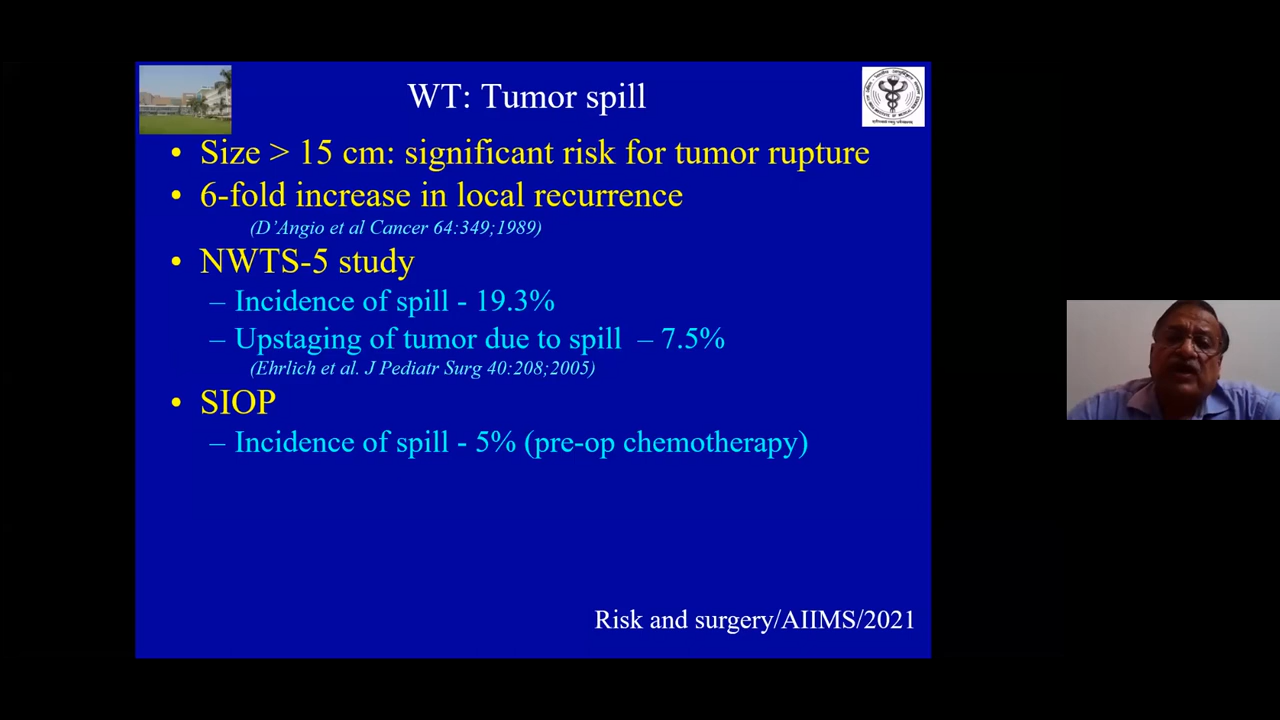 WT: Tumor spill
• Size > 15 cm: significant risk for tumor rupture
• 6-fold increase in local recurrence
(D’Angio et al Cancer 64:349;1989)
• NWTS-5 study
– Incidence of spill - 19.3%
– Upstaging of tumor due to spill – 7.5%
(Ehrlich et al. J Pediatr Surg 40:208;2005)
• SIOP
– Incidence of spill - 5% (pre-op chemotherapy)
Risk and surgery/AIIMS/2021